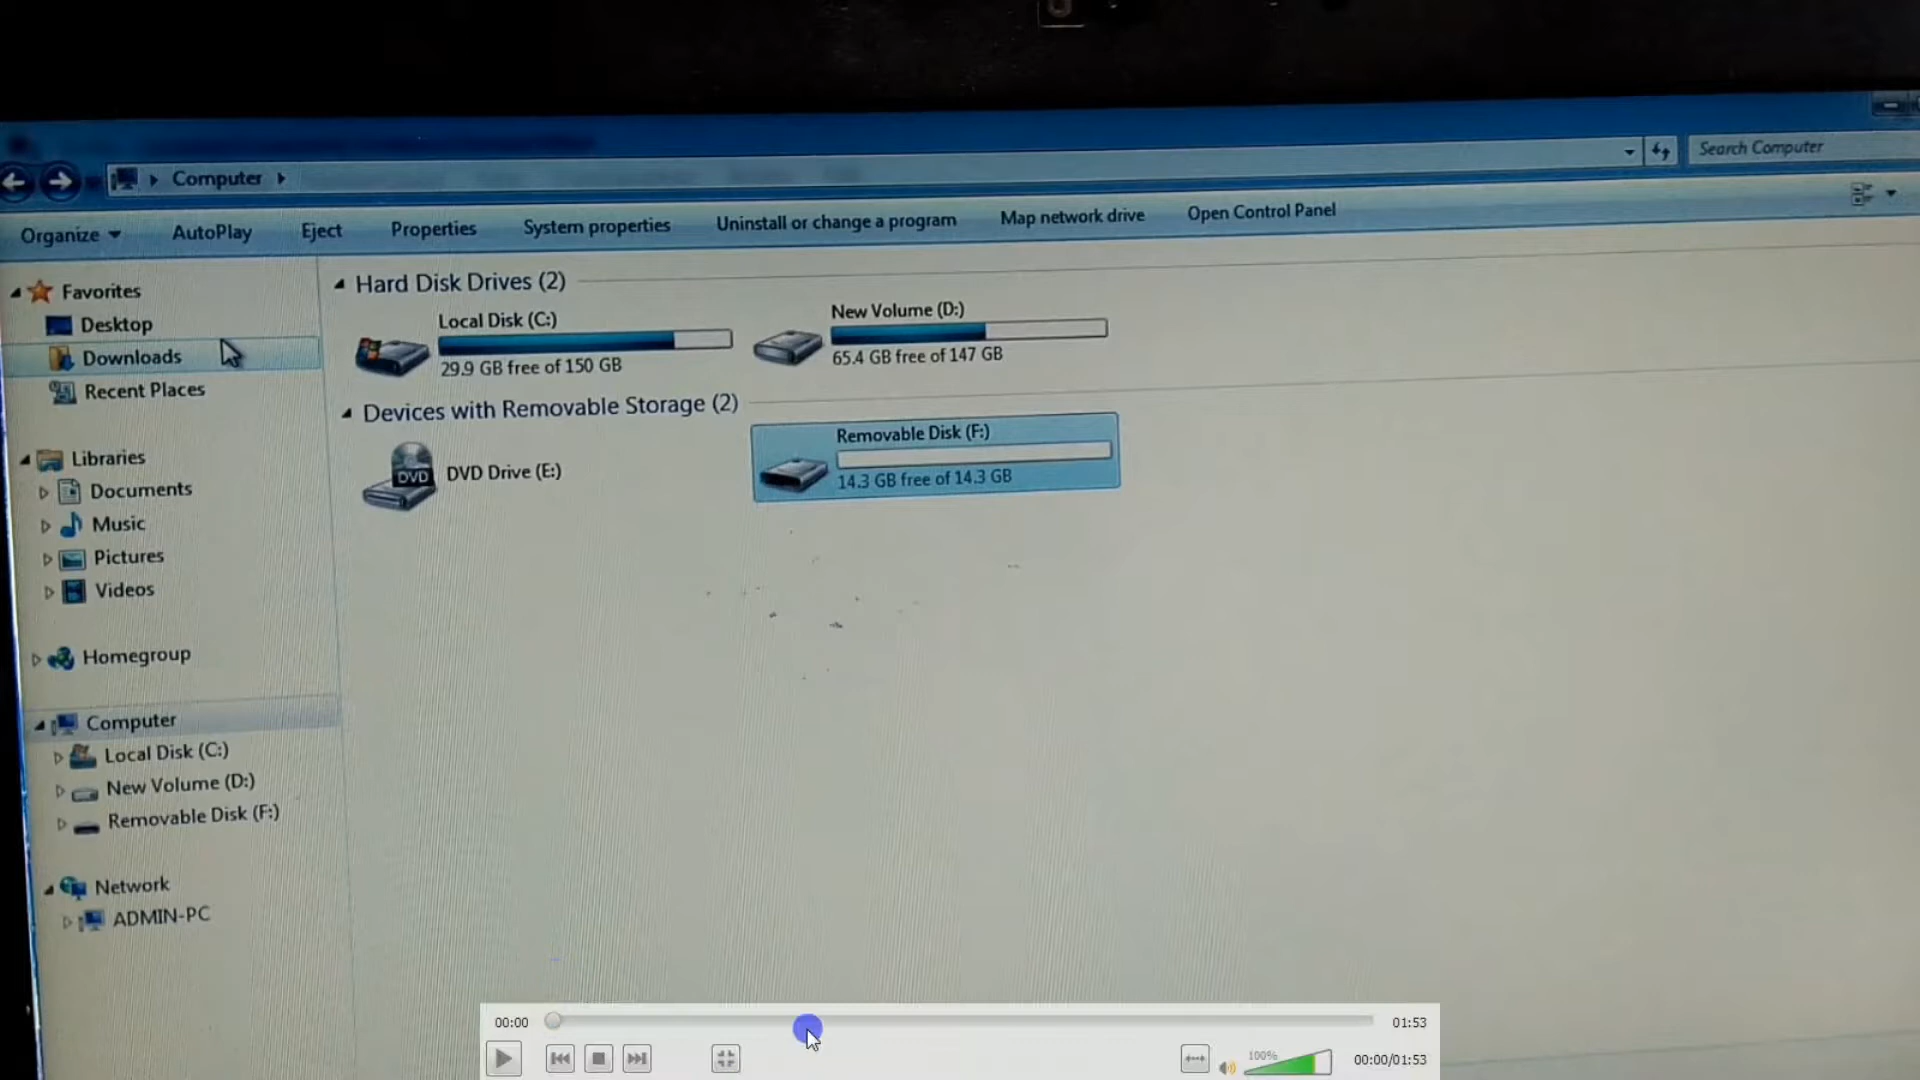 Computer
Search Computer
Organize AutoPlay Eject Properties System properties Uninstall or change a program Map network drive Open Control Panel
Favorites
Desktop
Downloads
Recent Places
Libraries
Documents
Music
Pictures
Videos
Homegroup
Computer
Local Disk (C:)
New Volume (D:)
Removable Disk (F:)
Network
ADMIN-PC
Hard Disk Drives (2)
Local Disk (C:)
29.9 GB free of 150 GB
New Volume (D:)
65.4 GB free of 147 GB
Devices with Removable Storage (2)
DVD
DVD Drive (E:)
Removable Disk (F:)
14.3 GB free of 14.3 GB
00:00
01:53
100%
00:00/01:53